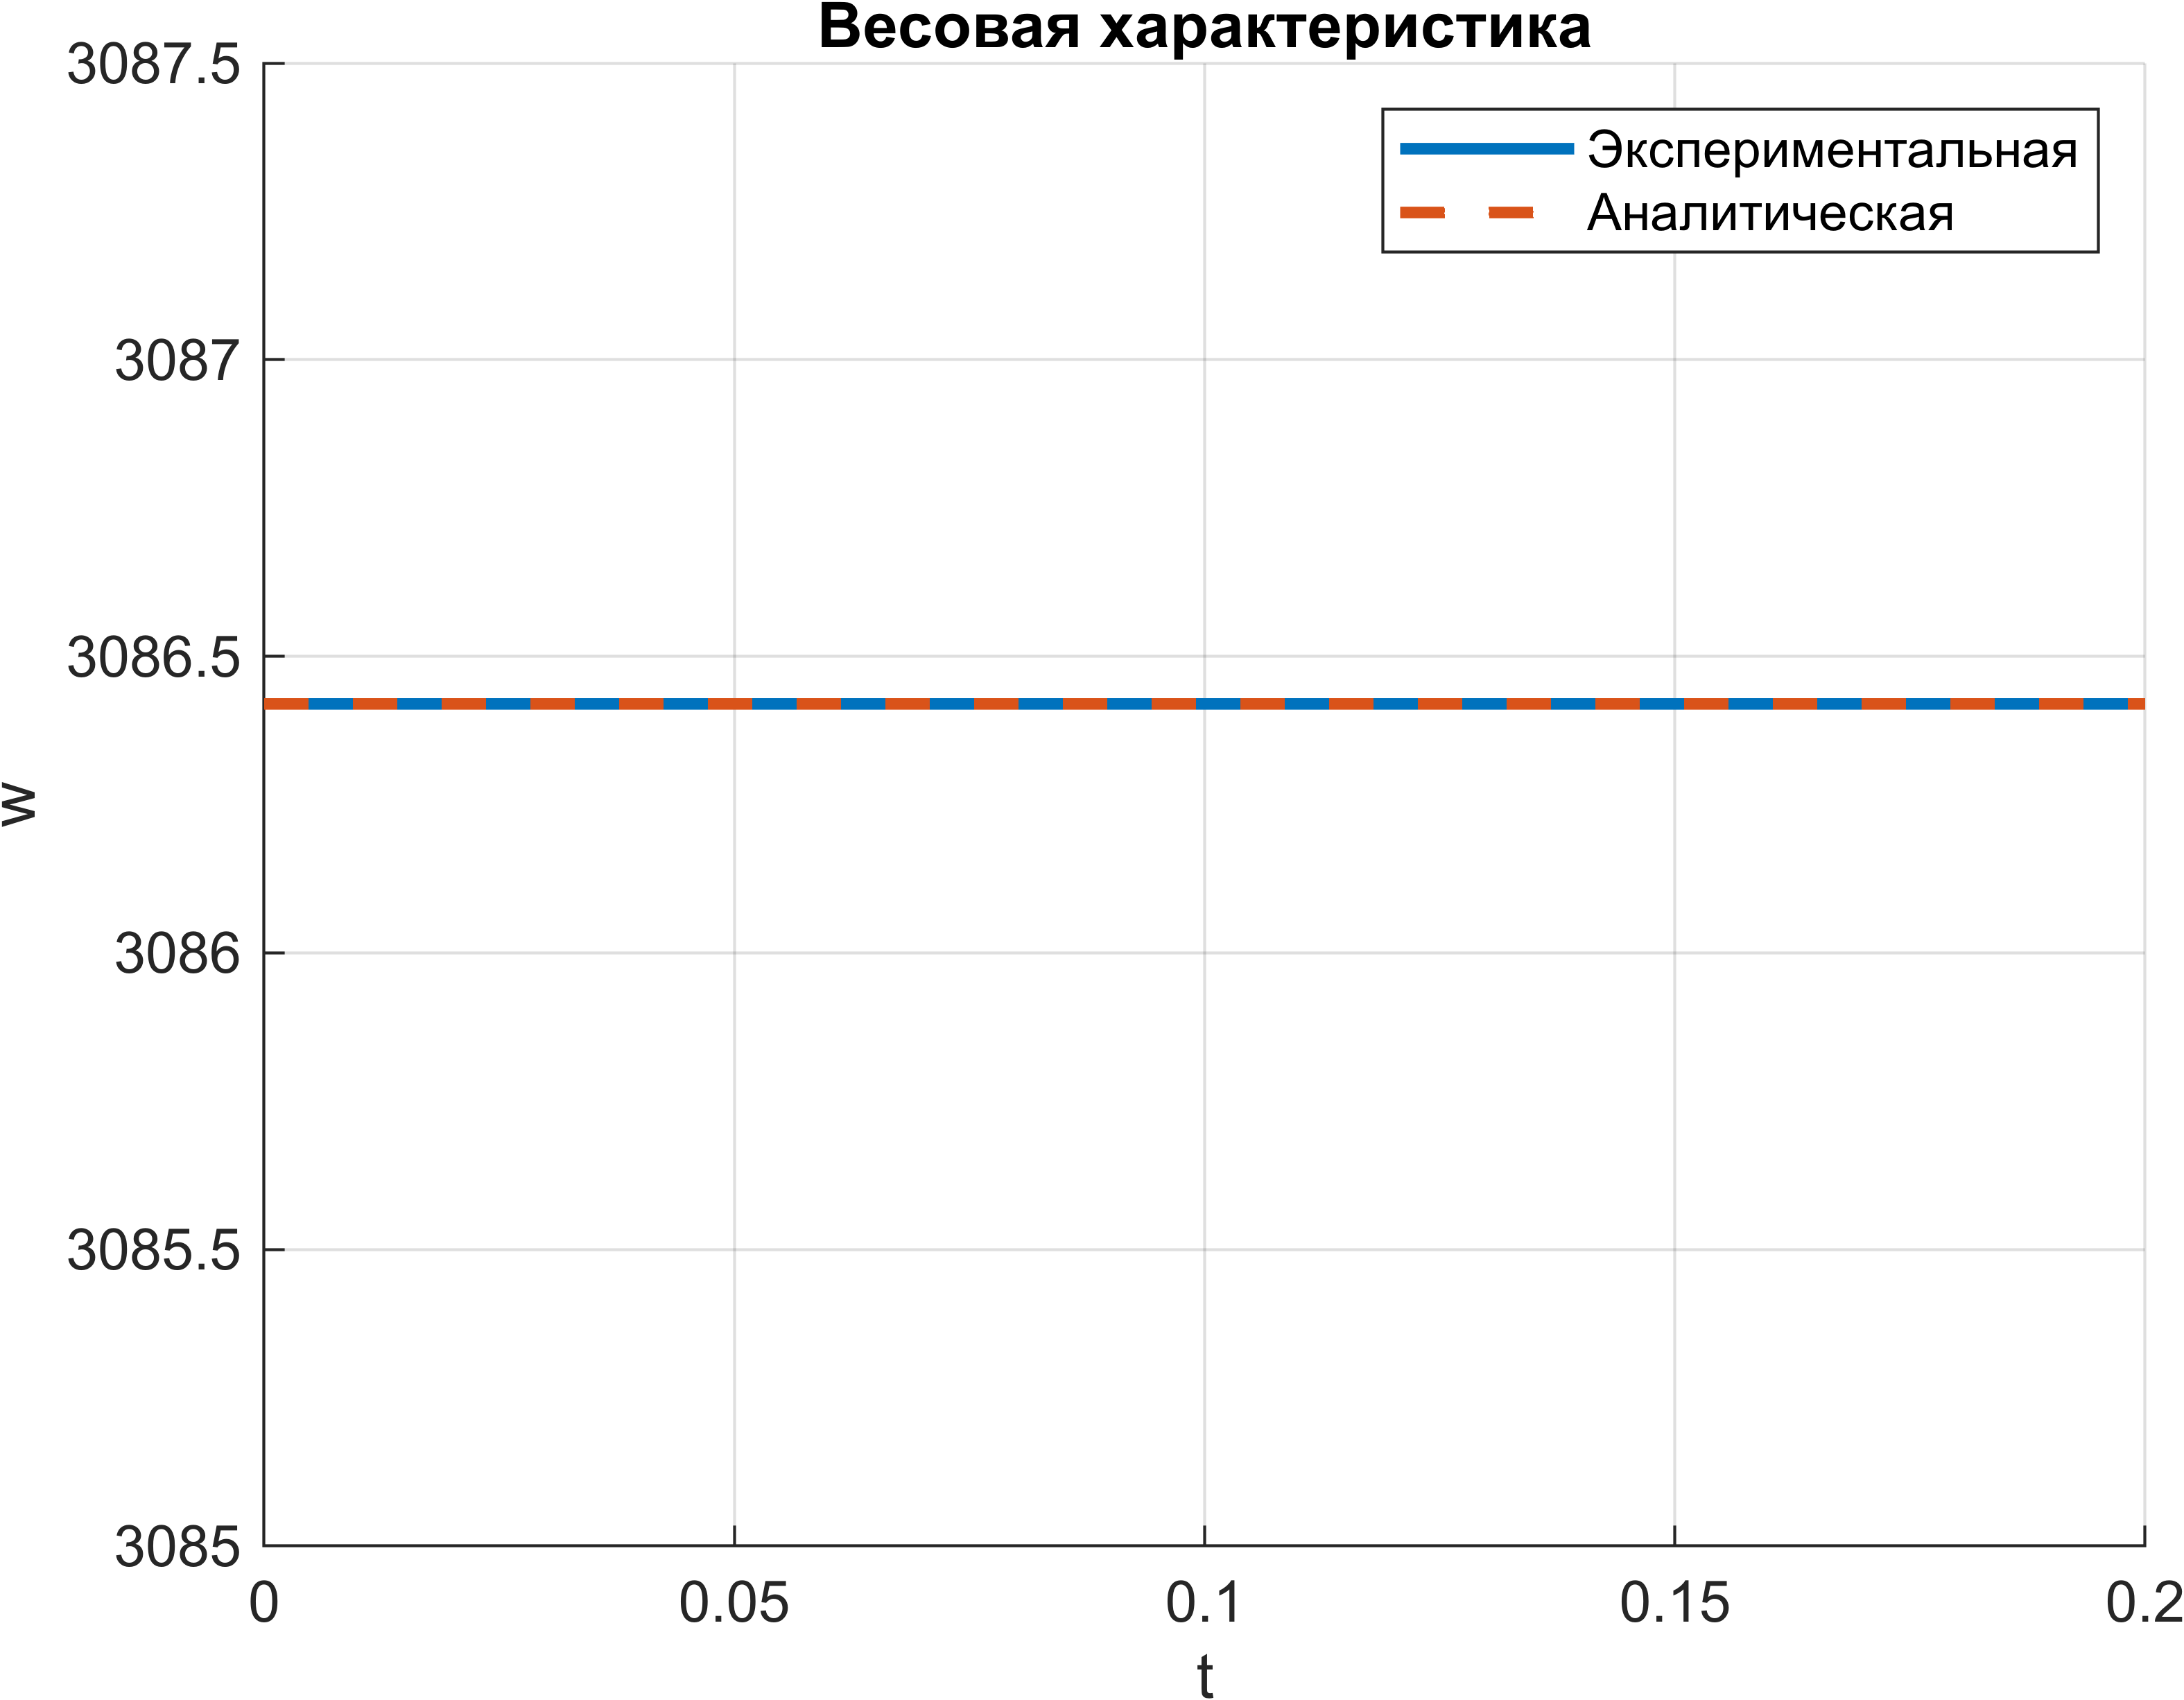 Весовая характеристика
3087.5
3087
3086.5
3086
3085.5
3085
w
Экспериментальная
Аналитическая
0
0.05
0.1
0.15
0.2
t